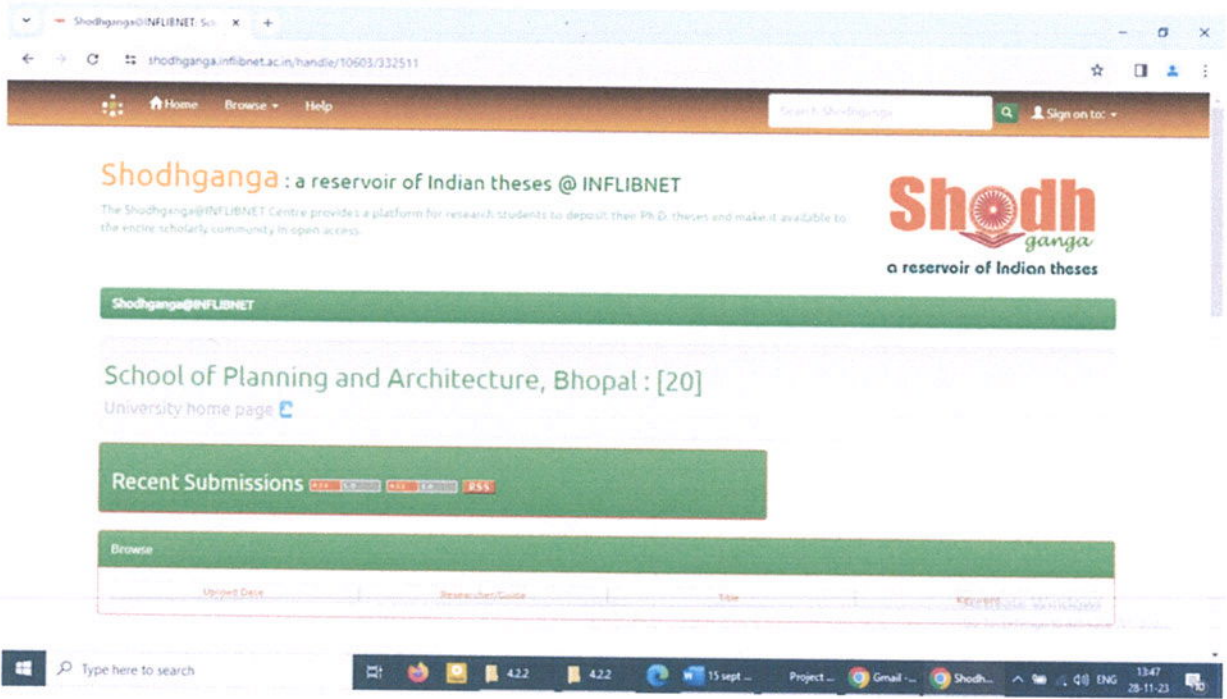 Shodhganga@INFLIBNET: Sc
shodhganga.inflibnet.ac.in/handle/10603/332511
Home Browse Help
Search Shodhganga
Sign on to:
Shodhganga : a reservoir of Indian theses @ INFLIBNET
The Shodhganga@INFLIBNET Centre provides a platform for research students to deposit their Ph.D. theses and make it available to
the entire scholarly community in open access.
Shodh
ganga
a reservoir of Indian theses
Shodhganga@INFLIBNET
School of Planning and Architecture, Bhopal : [20]
University home page
Recent Submissions RSS
Browse
Upload Date Researcher/Guide Title Keyword
Type here to search
4.2.2 4.2.2 15 sept ... Project ... Gmail -... Shodh... ENG 13:47
28-11-23